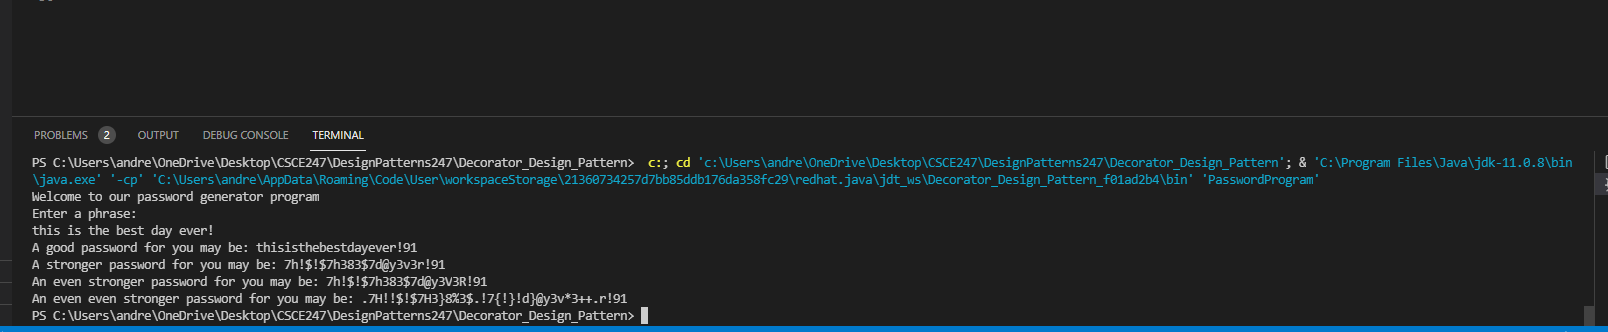 PROBLEMS 2 OUTPUT DEBUG CONSOLE TERMINAL
PS C:\Users\andre\OneDrive\Desktop\CSCE247\DesignPatterns247\Decorator_Design_Pattern> c:; cd 'c:\Users\andre\OneDrive\Desktop\CSCE247\DesignPatterns247\Decorator_Design_Pattern'; & 'C:\Program Files\Java\jdk-11.0.8\bin
\java.exe' '-cp' 'C:\Users\andre\AppData\Roaming\Code\User\workspaceStorage\21360734257d7bb85ddb176da358fc29\redhat.java\jdt_ws\Decorator_Design_Pattern_f01ad2b4\bin' 'PasswordProgram'
Welcome to our password generator program
Enter a phrase:
this is the best day ever!
A good password for you may be: thisisthebestdayever!91
A stronger password for you may be: 7h!$!$7h383$7d@y3v3r!91
An even stronger password for you may be: 7h!$!$7h383$7d@y3V3R!91
An even even stronger password for you may be: .7H!!$!$7H3}8%3$.!7{!}!d}@y3v*3++.r!91
PS C:\Users\andre\OneDrive\Desktop\CSCE247\DesignPatterns247\Decorator_Design_Pattern>